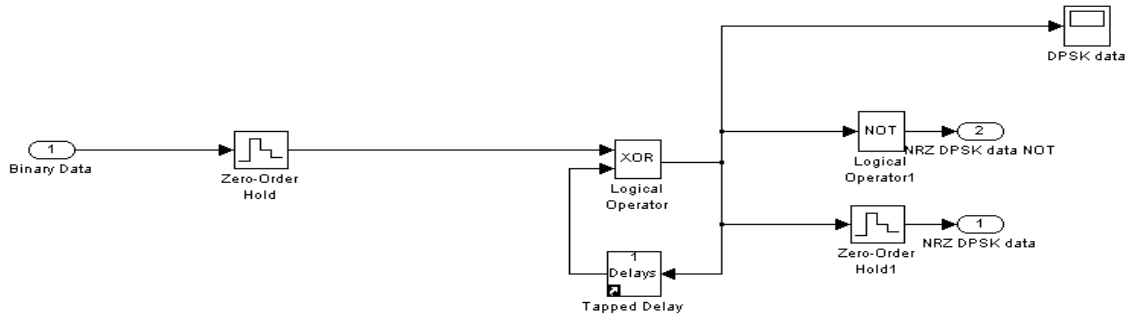 DPSK data
1
Binary Data
Zero-Order
Hold
XOR
Logical
Operator
NOT
Logical
Operator1
2
NRZ DPSK data NOT
Zero-Order
Hold1
1
NRZ DPSK data
1
Delays
Tapped Delay